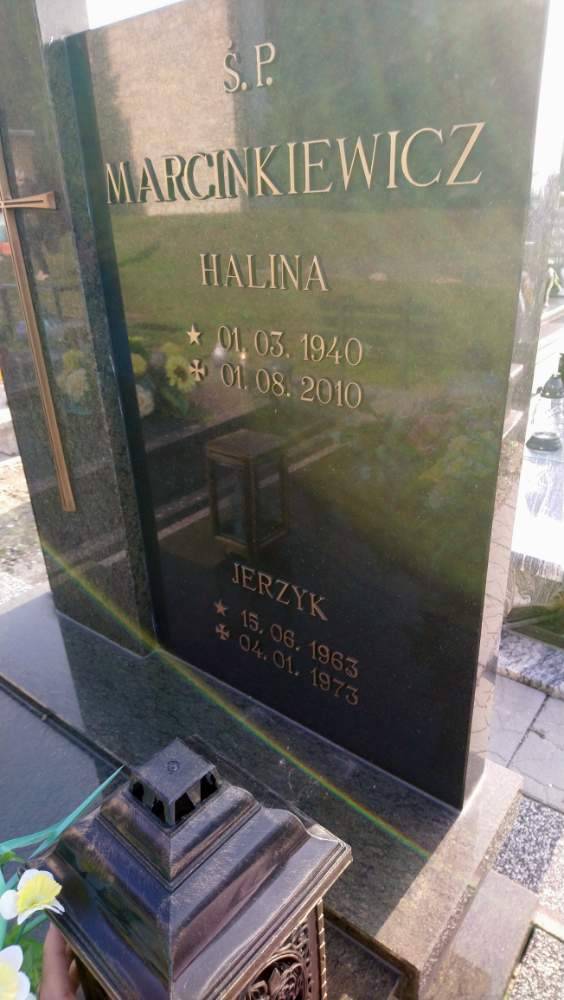 Ś. P.
MARCINKIEWICZ
HALINA
★ 01. 03. 1940
✠ 01. 08. 2010
JERZYK
★ 15. 06. 1963
✠ 04. 01. 1973